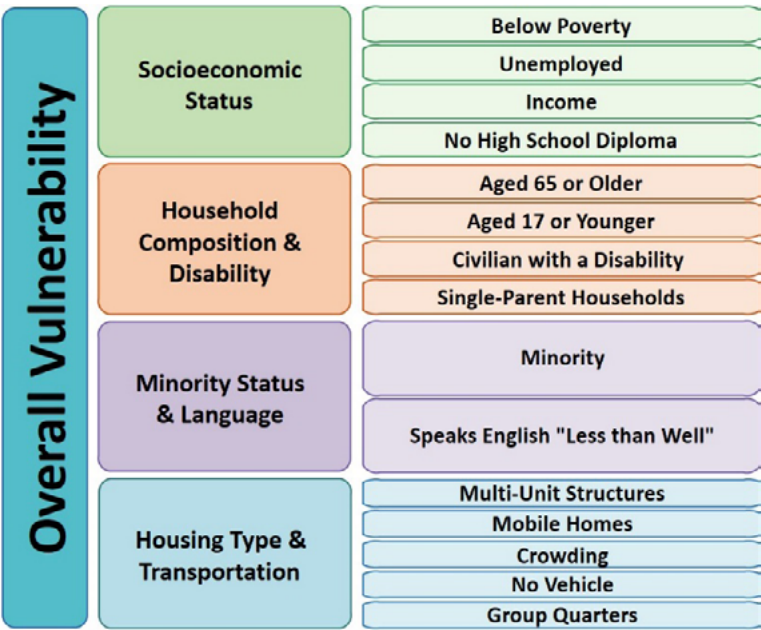 Overall Vulnerability
Socioeconomic
Status
Below Poverty
Unemployed
Income
No High School Diploma
Household
Composition &
Disability
Aged 65 or Older
Aged 17 or Younger
Civilian with a Disability
Single-Parent Households
Minority Status
& Language
Minority
Speaks English "Less than Well"
Housing Type &
Transportation
Multi-Unit Structures
Mobile Homes
Crowding
No Vehicle
Group Quarters